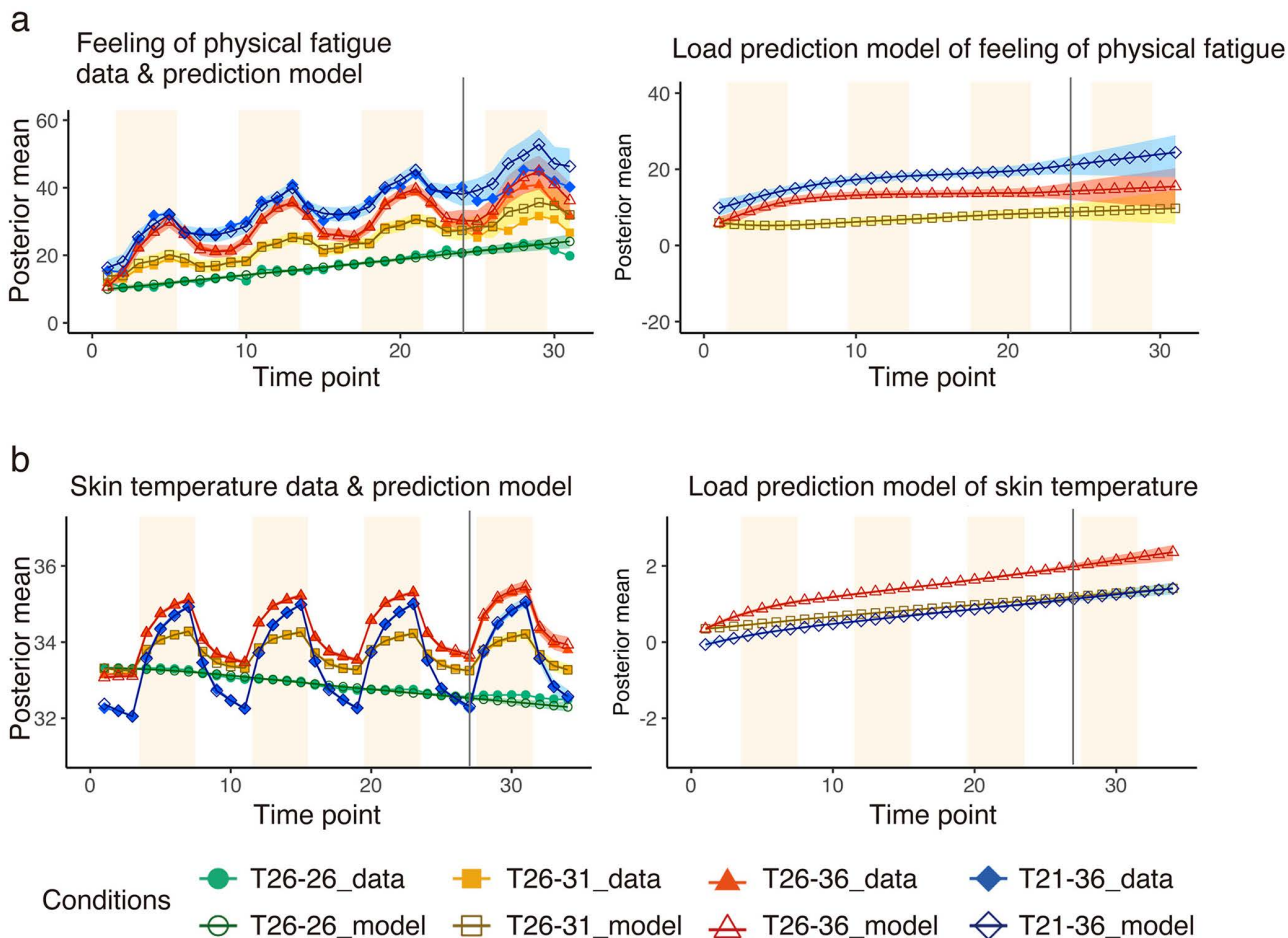 a
Feeling of physical fatigue
data & prediction model
Load prediction model of feeling of physical fatigue
Posterior mean
60
40
20
0
0
10
20
30
Time point
Posterior mean
40
20
0
-20
0
10
20
30
Time point
b
Skin temperature data & prediction model
Load prediction model of skin temperature
Posterior mean
36
34
32
0
10
20
30
Time point
Posterior mean
2
0
-2
0
10
20
30
Time point
Conditions
T26-26_data
T26-31_data
T26-36_data
T21-36_data
T26-26_model
T26-31_model
T26-36_model
T21-36_model